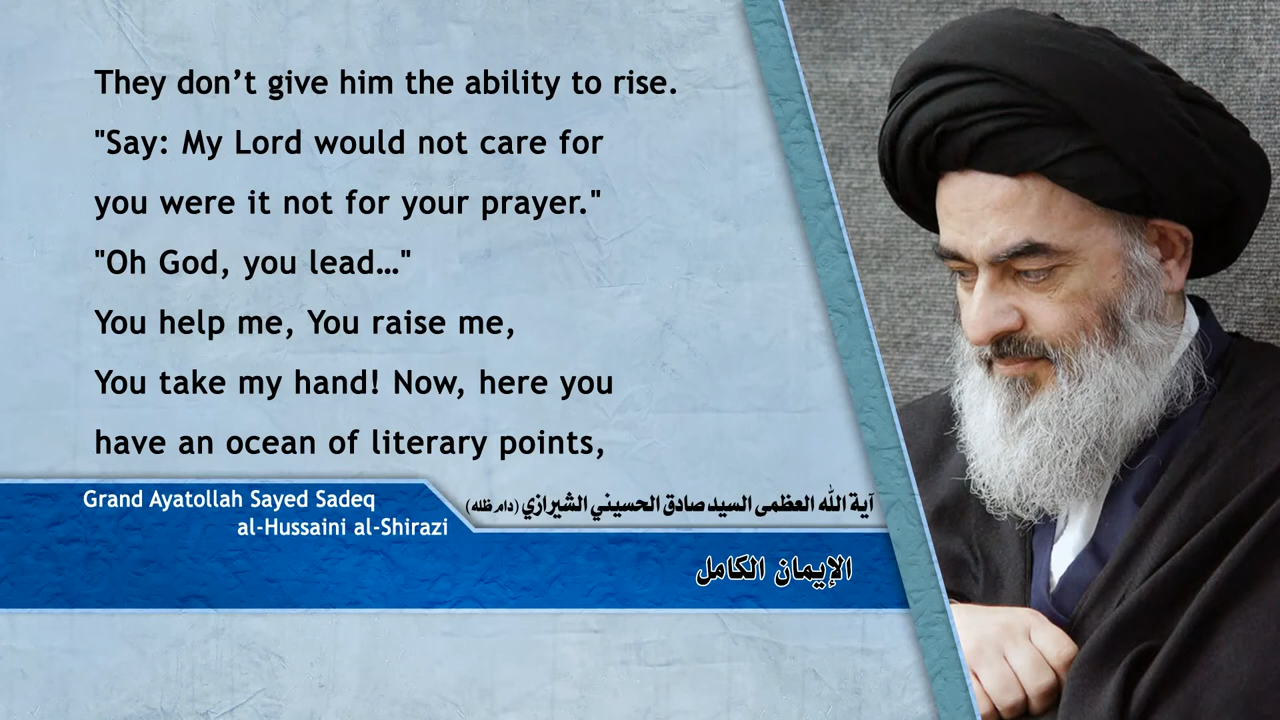 They don’t give him the ability to rise.
"Say: My Lord would not care for
you were it not for your prayer."
"Oh God, you lead…"
You help me, You raise me,
You take my hand! Now, here you
have an ocean of literary points,
Grand Ayatollah Sayed Sadeq
al-Hussaini al-Shirazi
آية الله العظمى السيد صادق الحسيني الشيرازي (دام ظله)
الإيمان الكامل